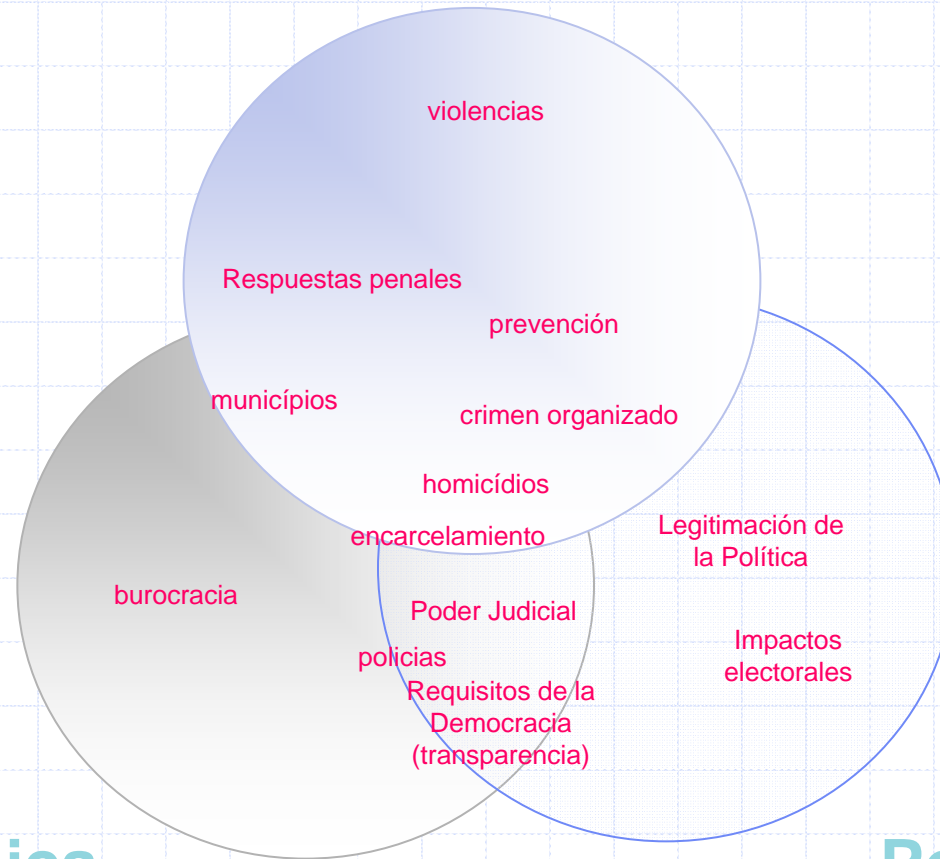 violencias
Respuestas penales
prevención
municípios
crimen organizado
homicídios
encarcelamiento
Legitimación de
la Política
burocracia
Poder Judicial
Impactos
electorales
policias
Requisitos de la
Democracia
(transparencia)